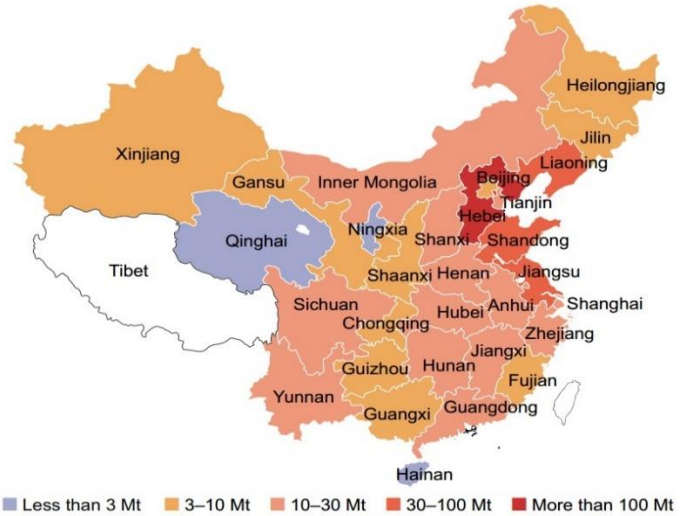 Heilongjiang
Jilin
Xinjiang
Liaoning
Gansu
Inner Mongolia
Beijing
Tianjin
Hebei
Ningxia
Shanxi
Shandong
Qinghai
Tibet
Shaanxi
Henan
Jiangsu
Sichuan
Hubei
Anhui
Shanghai
Chongqing
Zhejiang
Jiangxi
Hunan
Guizhou
Fujian
Yunnan
Guangxi
Guangdong
Hainan
Less than 3 Mt
3–10 Mt
10–30 Mt
30–100 Mt
More than 100 Mt